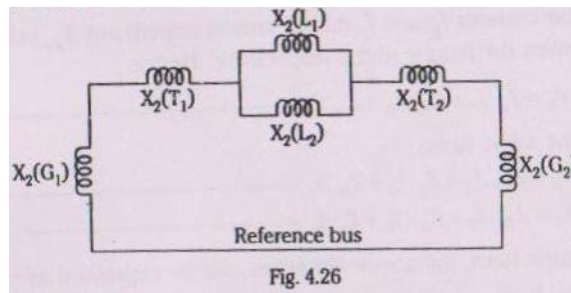 X₂(L₁)
X₂(T₁)
X₂(T₂)
X₂(L₂)
X₂(G₁)
X₂(G₂)
Reference bus
Fig. 4.26